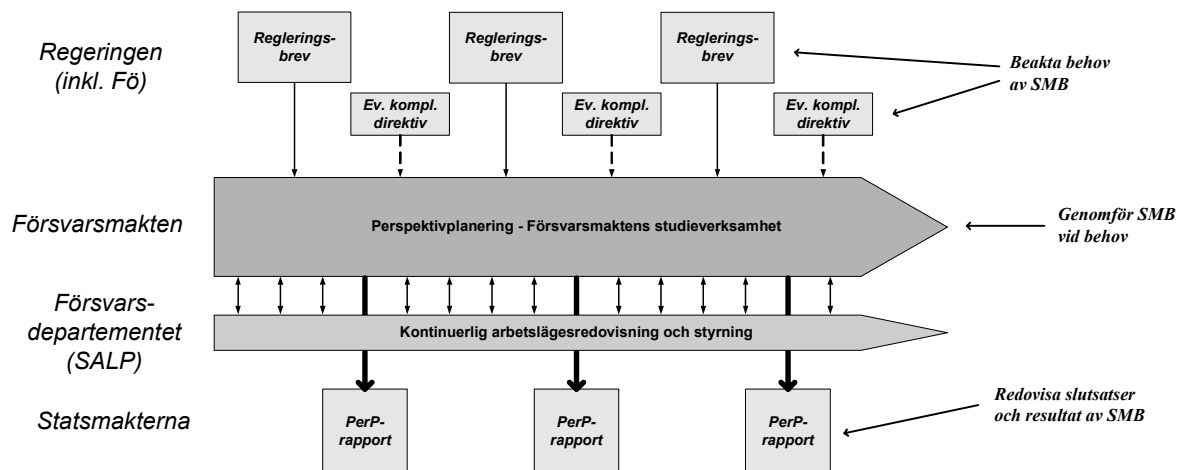 Regeringen
(inkl. Fö)
Reglerings-
brev
Reglerings-
brev
Reglerings-
brev
Beakta behov
av SMB
Ev. kompl.
direktiv
Ev. kompl.
direktiv
Ev. kompl.
direktiv
Försvarsmakten
Perspektivplanering - Försvarsmaktens studieverksamhet
Genomför SMB
vid behov
Försvars-
departementet
(SALP)
Kontinuerlig arbetslägesredovisning och styrning
Statsmakterna
PerP-
rapport
PerP-
rapport
PerP-
rapport
Redovisa slutsatser
och resultat av SMB